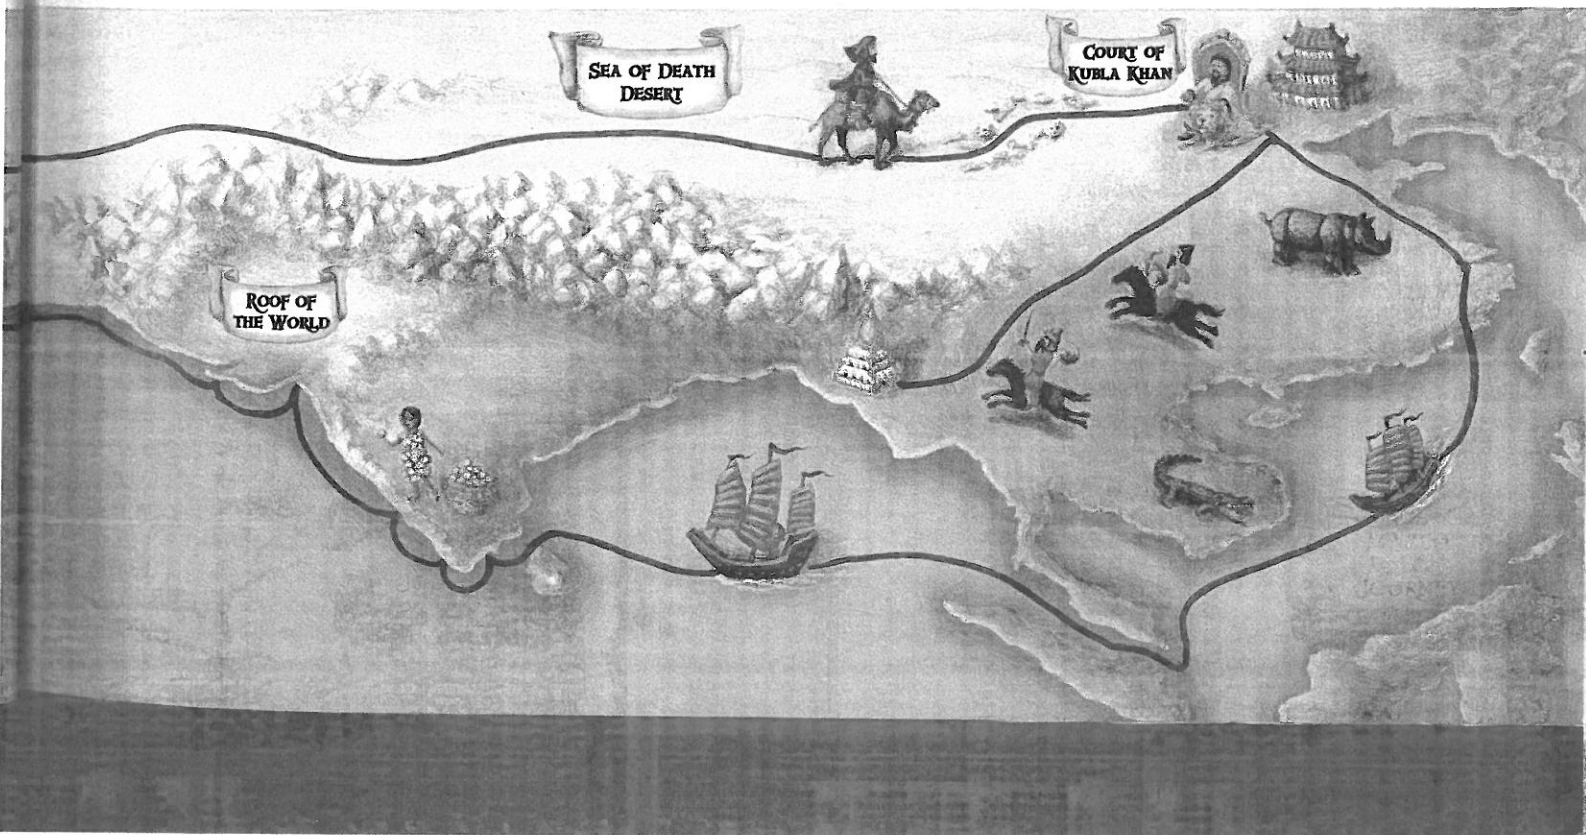 SEA OF DEATH
DESERT
COURT OF
KUBLA KHAN
ROOF OF
THE WORLD